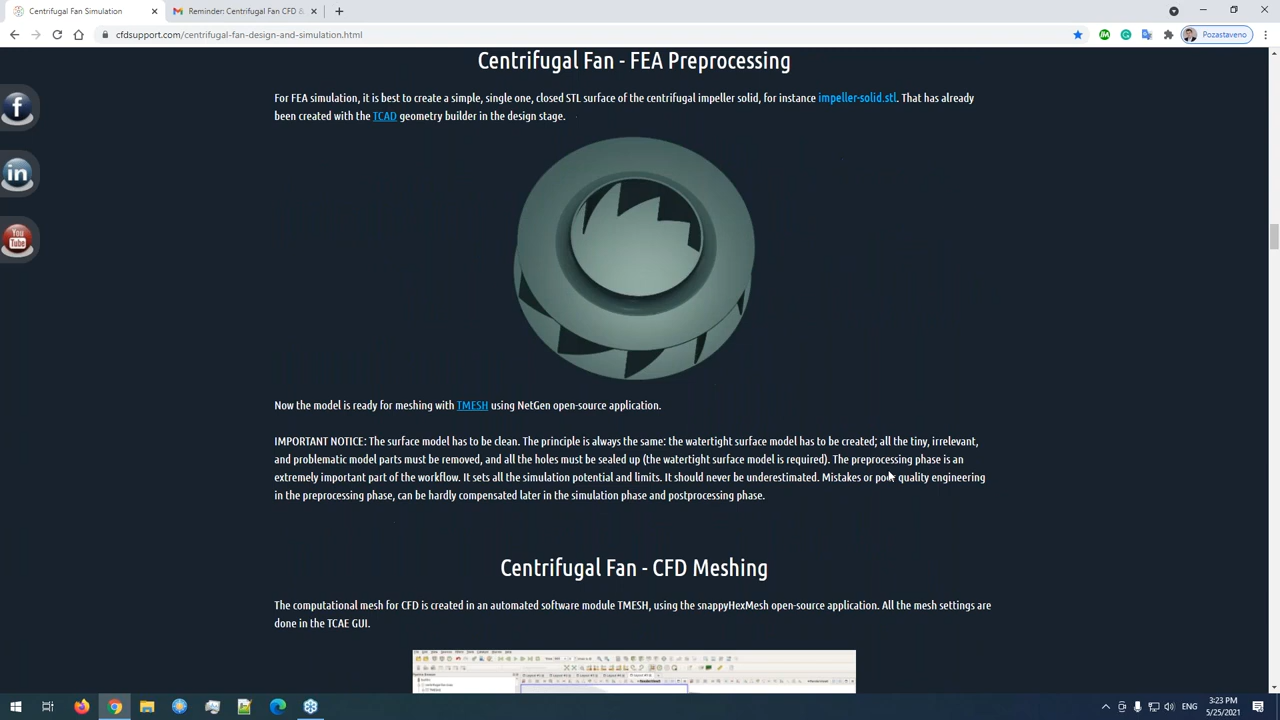 Centrifugal Fan Simulation
Reminder: Centrifugal Fan CFD &
cfdsupport.com/centrifugal-fan-design-and-simulation.html
Pozastaveno
Centrifugal Fan - FEA Preprocessing
For FEA simulation, it is best to create a simple, single one, closed STL surface of the centrifugal impeller solid, for instance impeller-solid.stl. That has already
been created with the TCAD geometry builder in the design stage.
in
You
Tube
Now the model is ready for meshing with TMESH using NetGen open-source application.
IMPORTANT NOTICE: The surface model has to be clean. The principle is always the same: the watertight surface model has to be created; all the tiny, irrelevant,
and problematic model parts must be removed, and all the holes must be sealed up (the watertight surface model is required). The preprocessing phase is an
extremely important part of the workflow. It sets all the simulation potential and limits. It should never be underestimated. Mistakes or poor quality engineering
in the preprocessing phase, can be hardly compensated later in the simulation phase and postprocessing phase.
Centrifugal Fan - CFD Meshing
The computational mesh for CFD is created in an automated software module TMESH, using the snappyHexMesh open-source application. All the mesh settings are
done in the TCAE GUI.
ENG
3:23 PM
5/25/2021